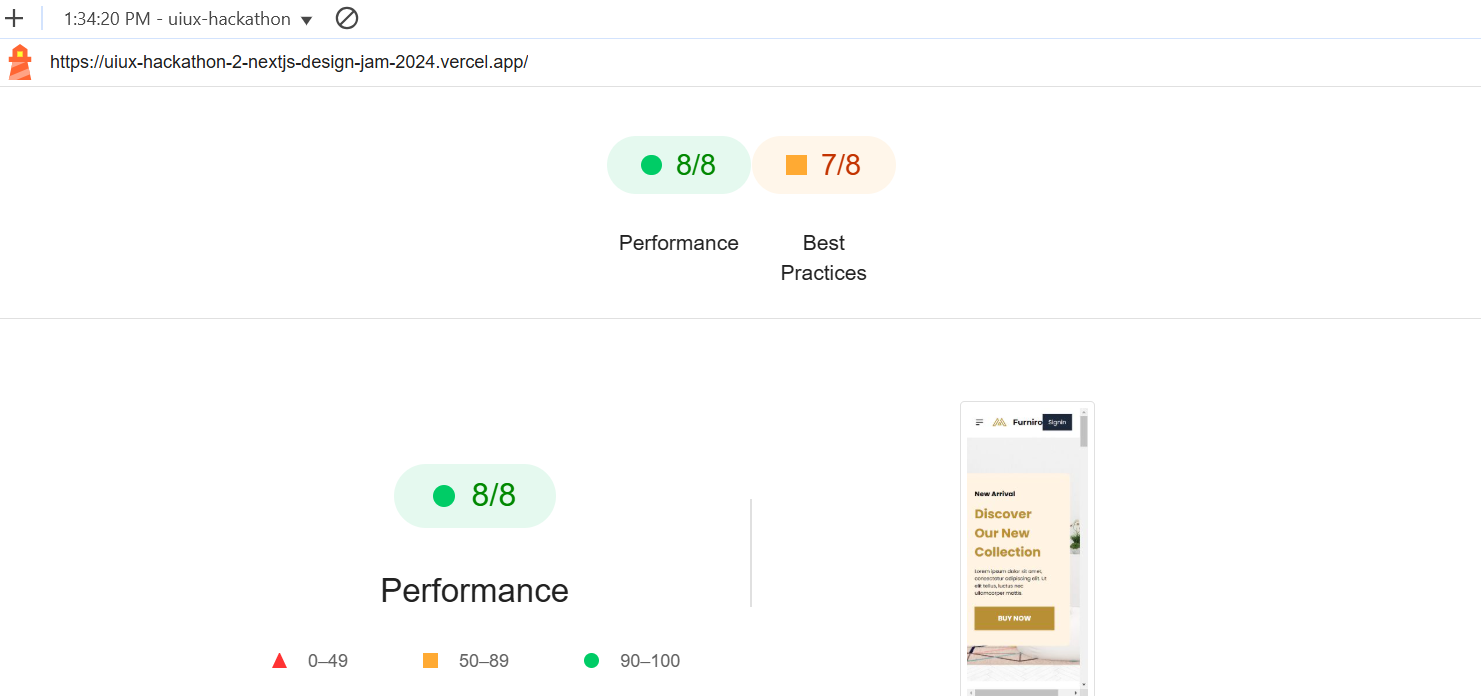 1:34:20 PM - uiux-hackathon
https://uiux-hackathon-2-nextjs-design-jam-2024.vercel.app/
8/8
7/8
Performance
Best
Practices
8/8
Performance
0–49
50–89
90–100
Furniro
SignIn
New Arrival
Discover
Our New
Collection
Lorem ipsum dolor sit amet,
consectetur adipiscing elit. Ut
elit tellus, luctus nec
ullamcorper mattis.
BUY NOW